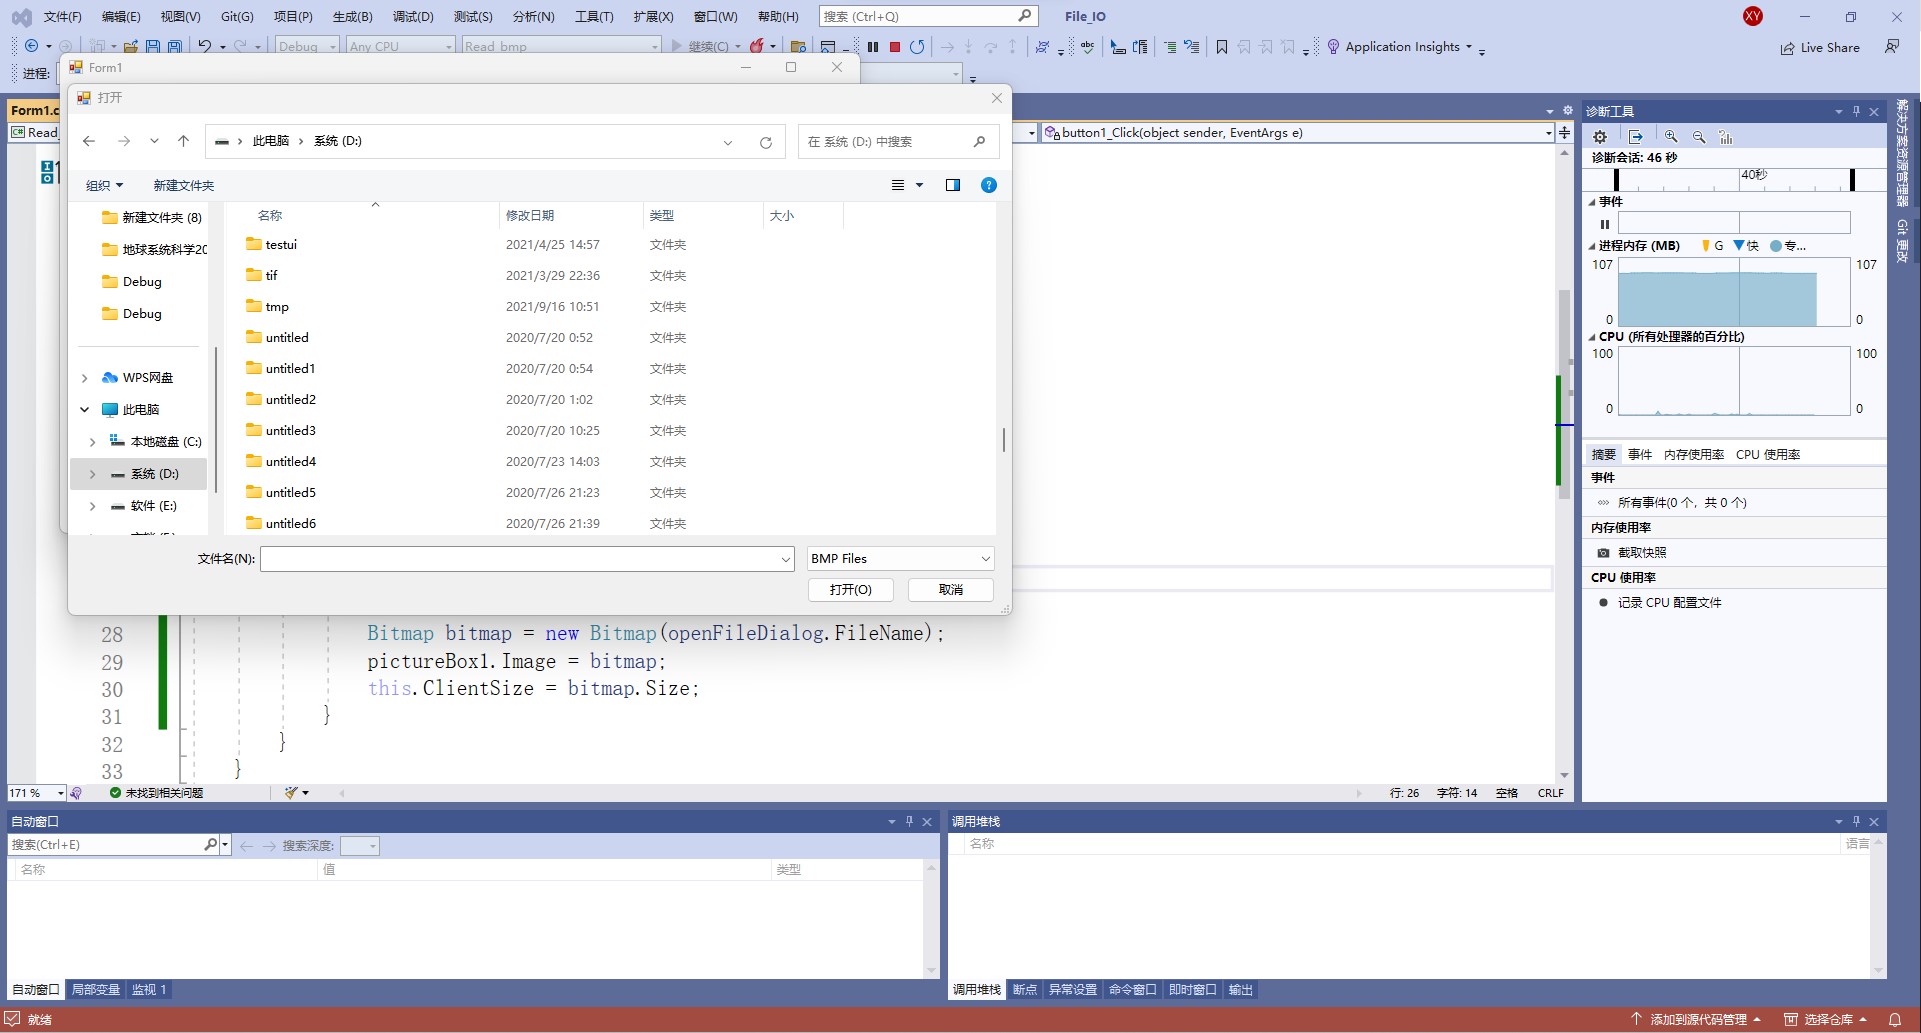 文件(F) 编辑(E) 视图(V) Git(G) 项目(P) 生成(B) 调试(D) 测试(S) 分析(N) 工具(T) 扩展(X) 窗口(W) 帮助(H) 搜索 (Ctrl+Q) File_IO XY
Debug Any CPU Read bmp 继续(C) abc Application Insights Live Share
进程:
Form1
Form1.c
打开
Read_
button1_Click(object sender, EventArgs e)
此电脑 › 系统 (D:)
在 系统 (D:) 中搜索
组织 新建文件夹
名称 修改日期 类型 大小
新建文件夹 (8)
地球系统科学20
Debug
Debug
WPS网盘
此电脑
本地磁盘 (C:)
系统 (D:)
软件 (E:)
testui 2021/4/25 14:57 文件夹
tif 2021/3/29 22:36 文件夹
tmp 2021/9/16 10:51 文件夹
untitled 2020/7/20 0:52 文件夹
untitled1 2020/7/20 0:54 文件夹
untitled2 2020/7/20 1:02 文件夹
untitled3 2020/7/20 10:25 文件夹
untitled4 2020/7/23 14:03 文件夹
untitled5 2020/7/26 21:23 文件夹
untitled6 2020/7/26 21:39 文件夹
文件名(N): BMP Files
打开(O) 取消
28 Bitmap bitmap = new Bitmap(openFileDialog.FileName);
29 pictureBox1.Image = bitmap;
30 this.ClientSize = bitmap.Size;
31 }
32 }
33 }
171 % 未找到相关问题 行: 26 字符: 14 空格 CRLF
诊断工具
诊断会话: 46 秒
40秒
事件
进程内存 (MB) G 快 专...
107 107
0 0
CPU (所有处理器的百分比)
100 100
0 0
摘要 事件 内存使用率 CPU 使用率
事件
所有事件(0 个，共 0 个)
内存使用率
截取快照
CPU 使用率
记录 CPU 配置文件
解决方案资源管理器
Git 更改
自动窗口
搜索(Ctrl+E) 搜索深度:
名称 值 类型
自动窗口 局部变量 监视 1
调用堆栈
名称 语言
调用堆栈 断点 异常设置 命令窗口 即时窗口 输出
就绪 添加到源代码管理 选择仓库